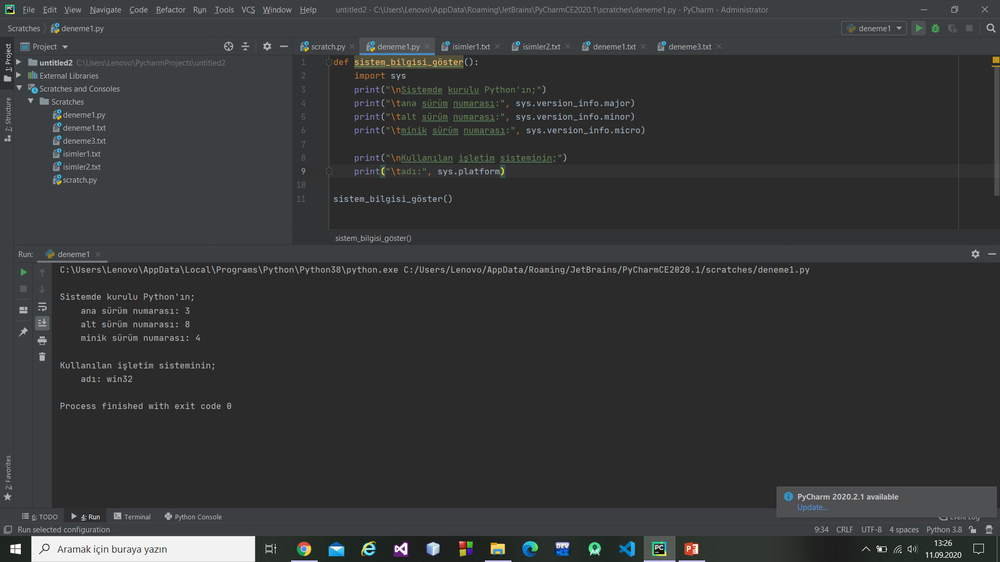 File Edit View Navigate Code Refactor Run Tools VCS Window Help untitled2 - C:\Users\Lenovo\AppData\Roaming\JetBrains\PyCharmCE2020.1\scratches\deneme1.py - PyCharm - Administrator
Scratches deneme1.py deneme1
Project
scratch.py deneme1.py isimler1.txt isimler2.txt deneme1.txt deneme3.txt
1: Project
7: Structure
2: Favorites
untitled2 C:\Users\Lenovo\PycharmProjects\untitled2
External Libraries
Scratches and Consoles
Scratches
deneme1.py
deneme1.txt
deneme3.txt
isimler1.txt
isimler2.txt
scratch.py
1 def sistem_bilgisi_göster():
2 import sys
3 print("\nSistemde kurulu Python'ın;")
4 print("\tana sürüm numarası:", sys.version_info.major)
5 print("\talt sürüm numarası:", sys.version_info.minor)
6 print("\tminik sürüm numarası:", sys.version_info.micro)
7
8 print("\nKullanılan işletim sisteminin;")
9 print("\tadı:", sys.platform)
10
11 sistem_bilgisi_göster()
sistem_bilgisi_göster()
Run: deneme1
C:\Users\Lenovo\AppData\Local\Programs\Python\Python38\python.exe C:/Users/Lenovo/AppData/Roaming/JetBrains/PyCharmCE2020.1/scratches/deneme1.py
Sistemde kurulu Python'ın;
ana sürüm numarası: 3
alt sürüm numarası: 8
minik sürüm numarası: 4
Kullanılan işletim sisteminin;
adı: win32
Process finished with exit code 0
PyCharm 2020.2.1 available
Update...
6: TODO 4: Run Terminal Python Console Event Log
Run selected configuration 9:34 CRLF UTF-8 4 spaces Python 3.8
Aramak için buraya yazın
DEV C++
PC
P
13:26
11.09.2020